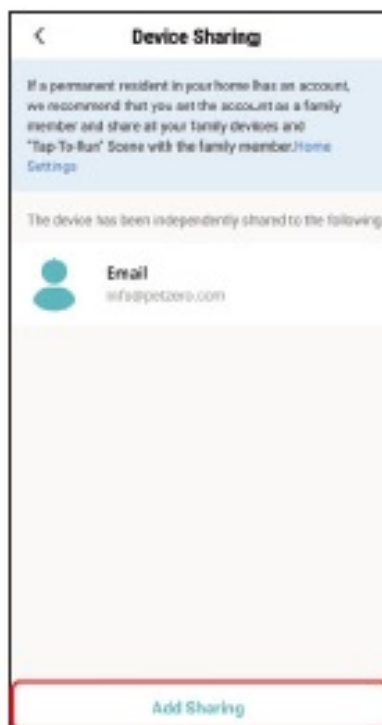 Device Sharing
If a permanent resident in your home has an account,
we recommend that you set the account as a family
member and share all your family devices and
"Tap-To-Run" Scene with the family member.Home
Settings
The device has been independently shared to the following
Email
info@petzero.com
Add Sharing